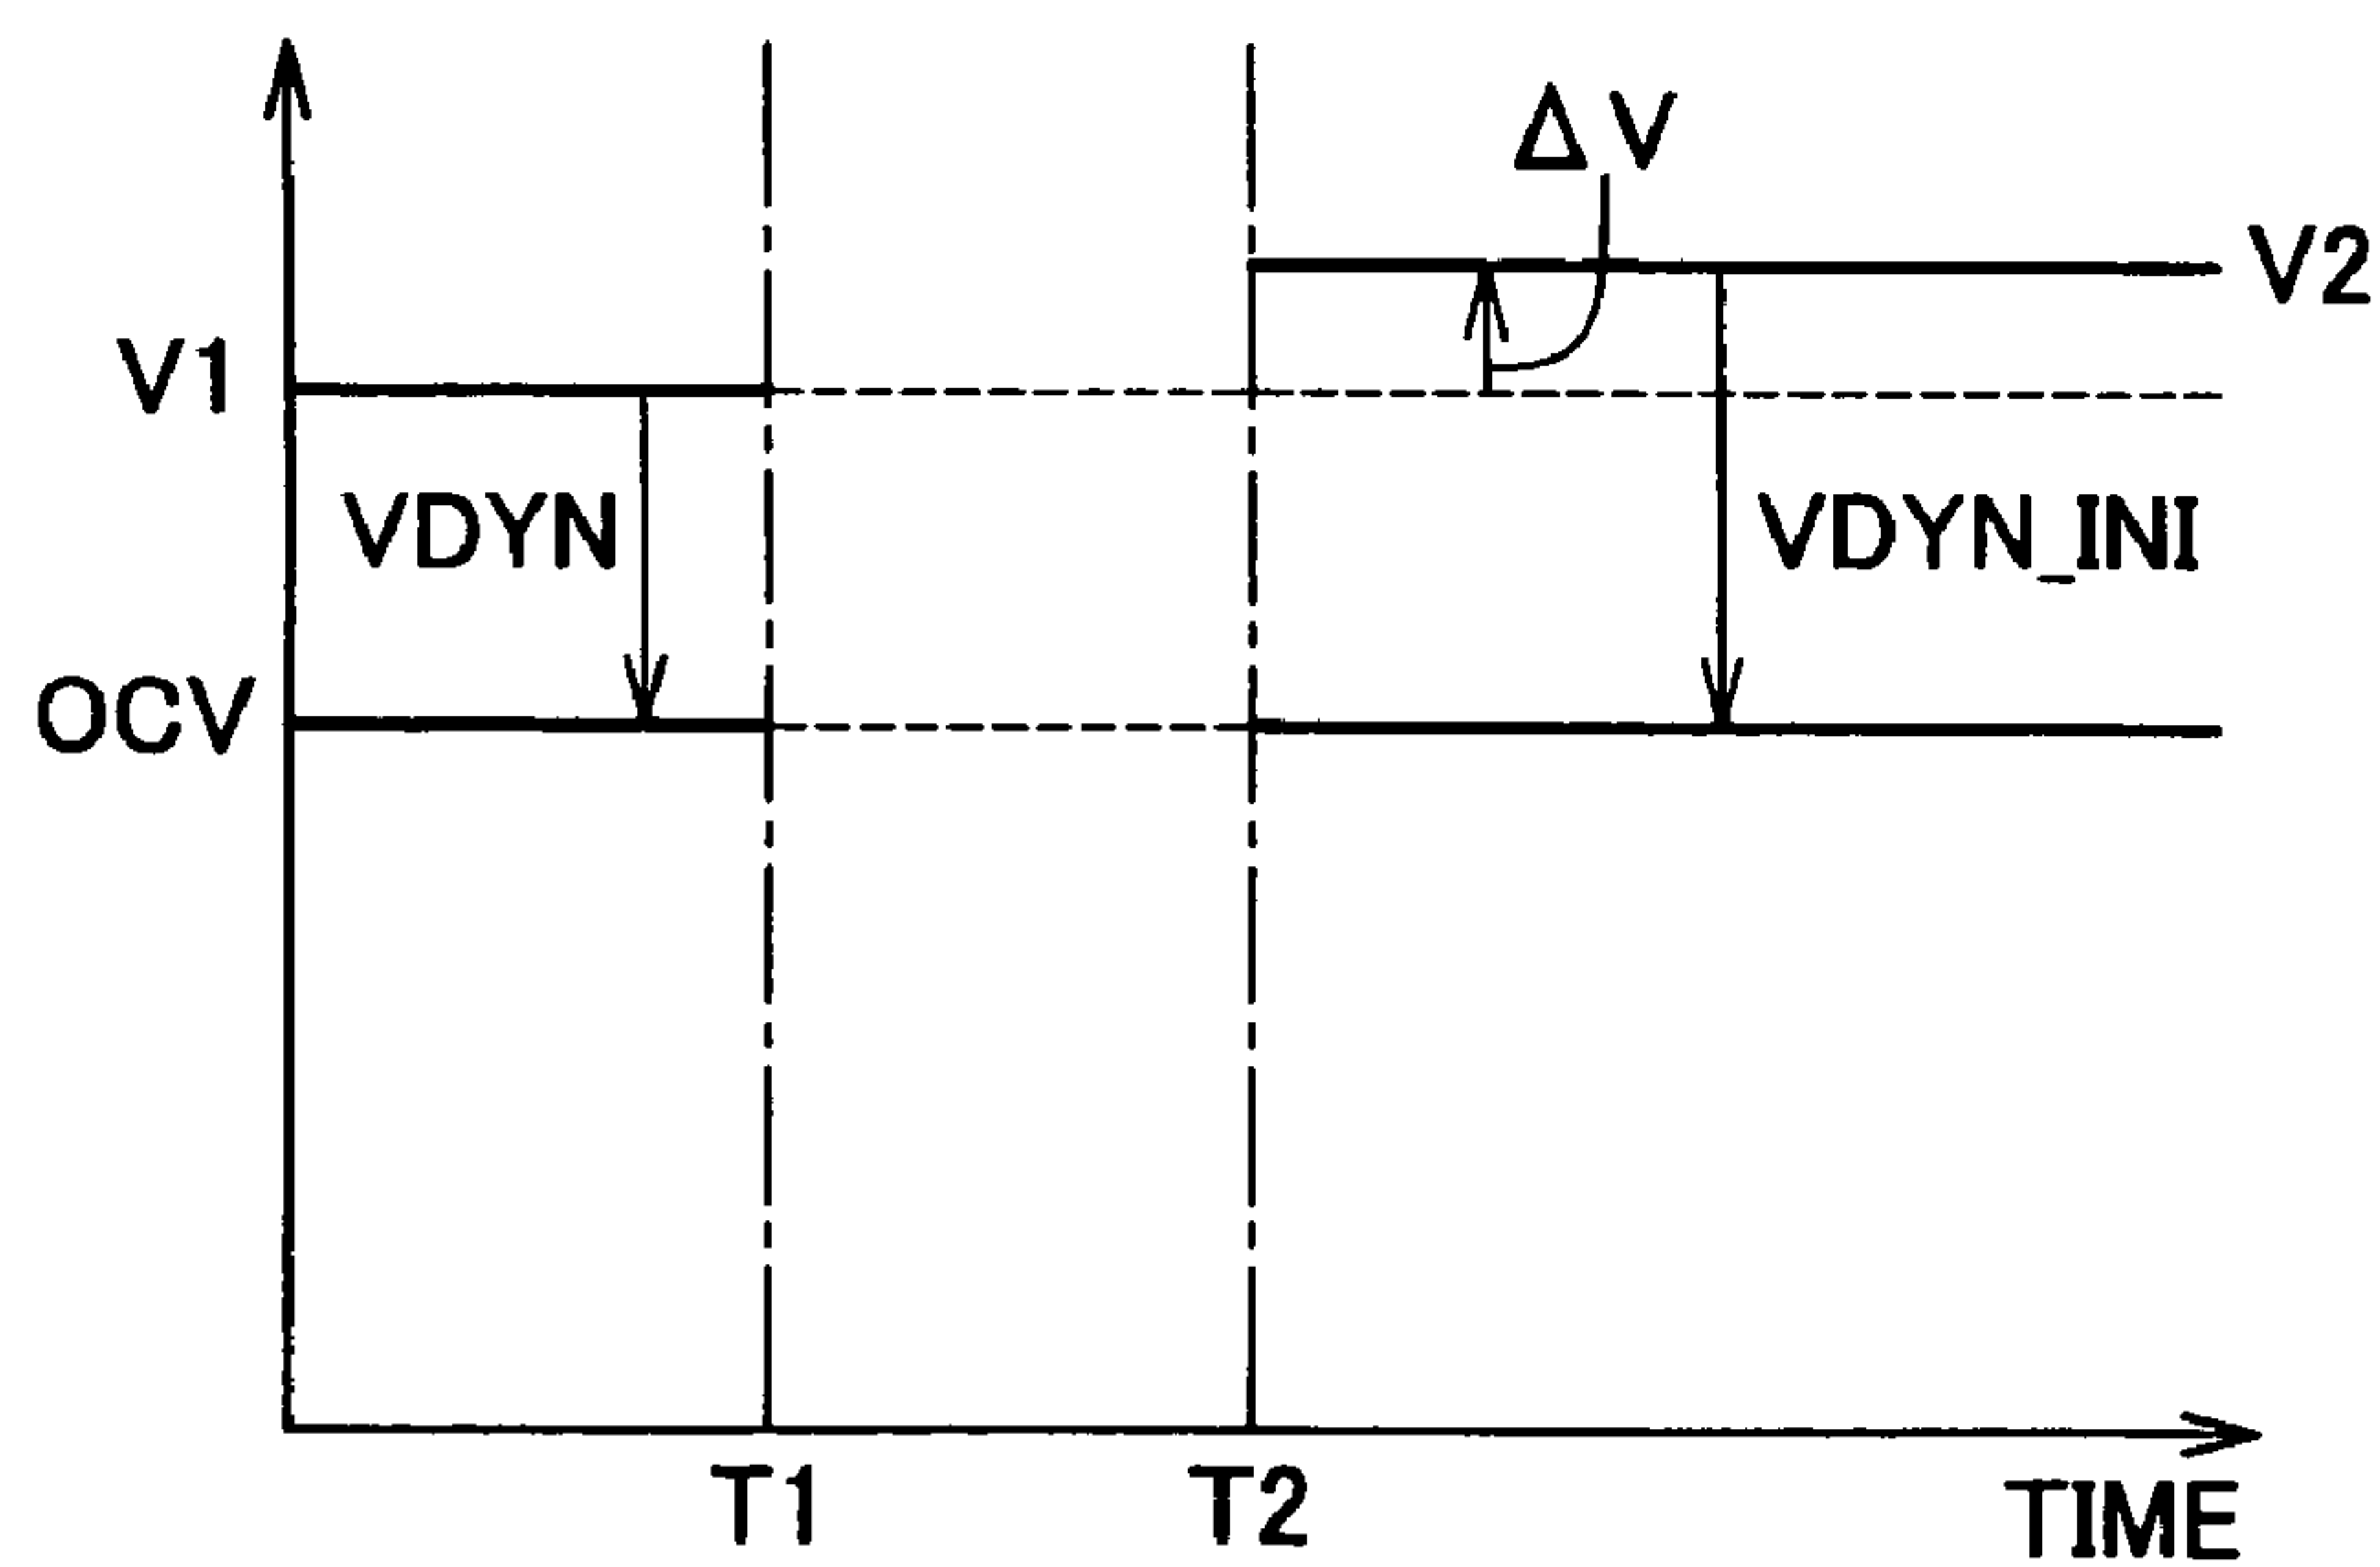 ΔV
V2
V1
VDYN
VDYN_INI
OCV
T1
T2
TIME